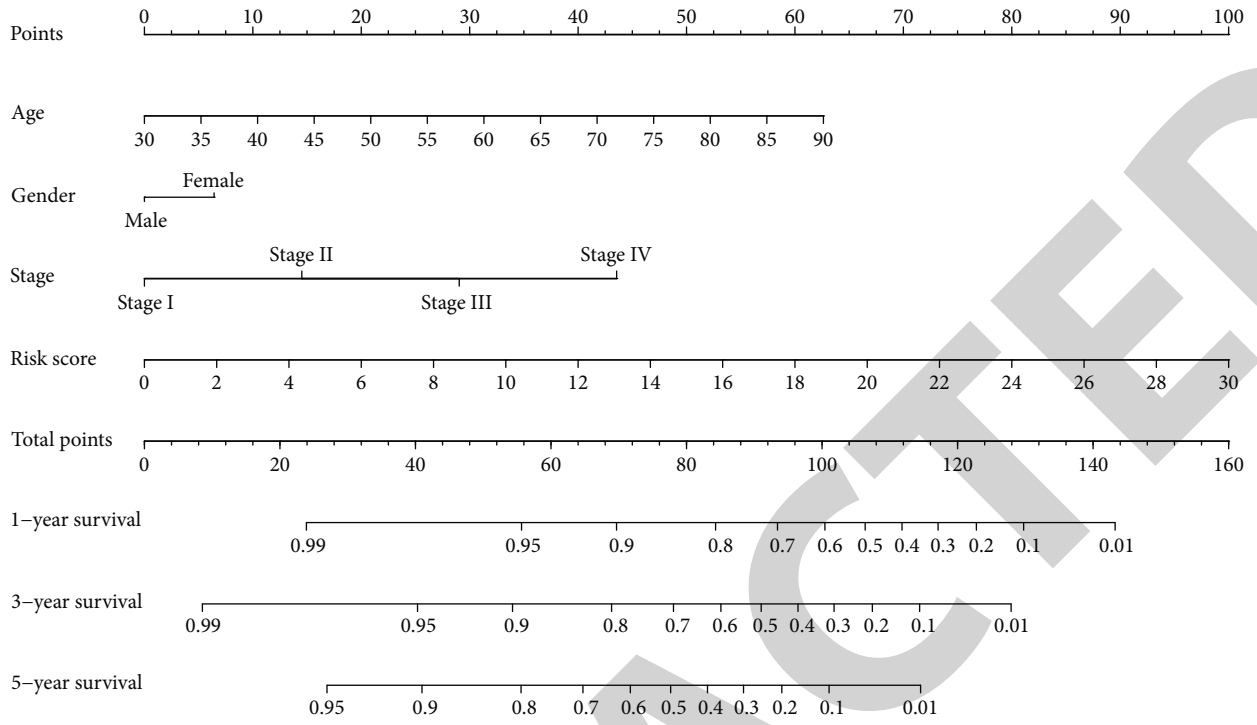 Points 0 10 20 30 40 50 60 70 80 90 100
Age
30 35 40 45 50 55 60 65 70 75 80 85 90
Gender
Female
Male
Stage
Stage II Stage IV
Stage I Stage III
Risk score
0 2 4 6 8 10 12 14 16 18 20 22 24 26 28 30
Total points
0 20 40 60 80 100 120 140 160
1−year survival
0.99 0.95 0.9 0.8 0.7 0.6 0.5 0.4 0.3 0.2 0.1 0.01
3−year survival
0.99 0.95 0.9 0.8 0.7 0.6 0.5 0.4 0.3 0.2 0.1 0.01
5−year survival
0.95 0.9 0.8 0.7 0.6 0.5 0.4 0.3 0.2 0.1 0.01
CTED